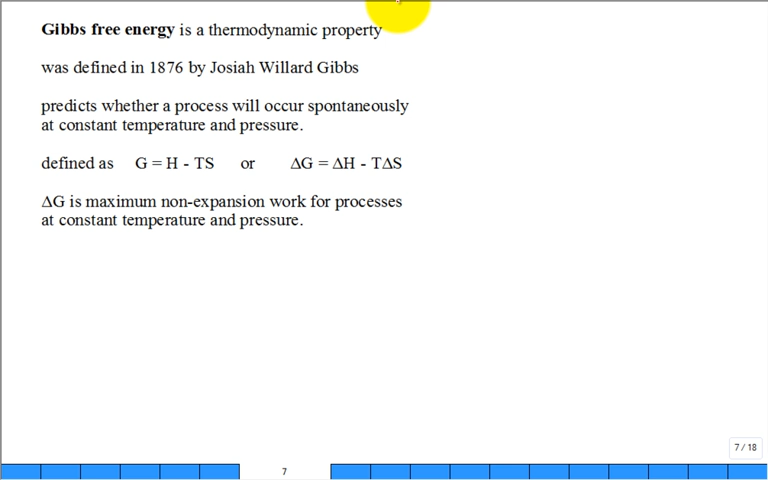 Gibbs free energy is a thermodynamic property
was defined in 1876 by Josiah Willard Gibbs
predicts whether a process will occur spontaneously
at constant temperature and pressure.
defined as G = H - TS or ΔG = ΔH - TΔS
ΔG is maximum non-expansion work for processes
at constant temperature and pressure.
7 / 18
7